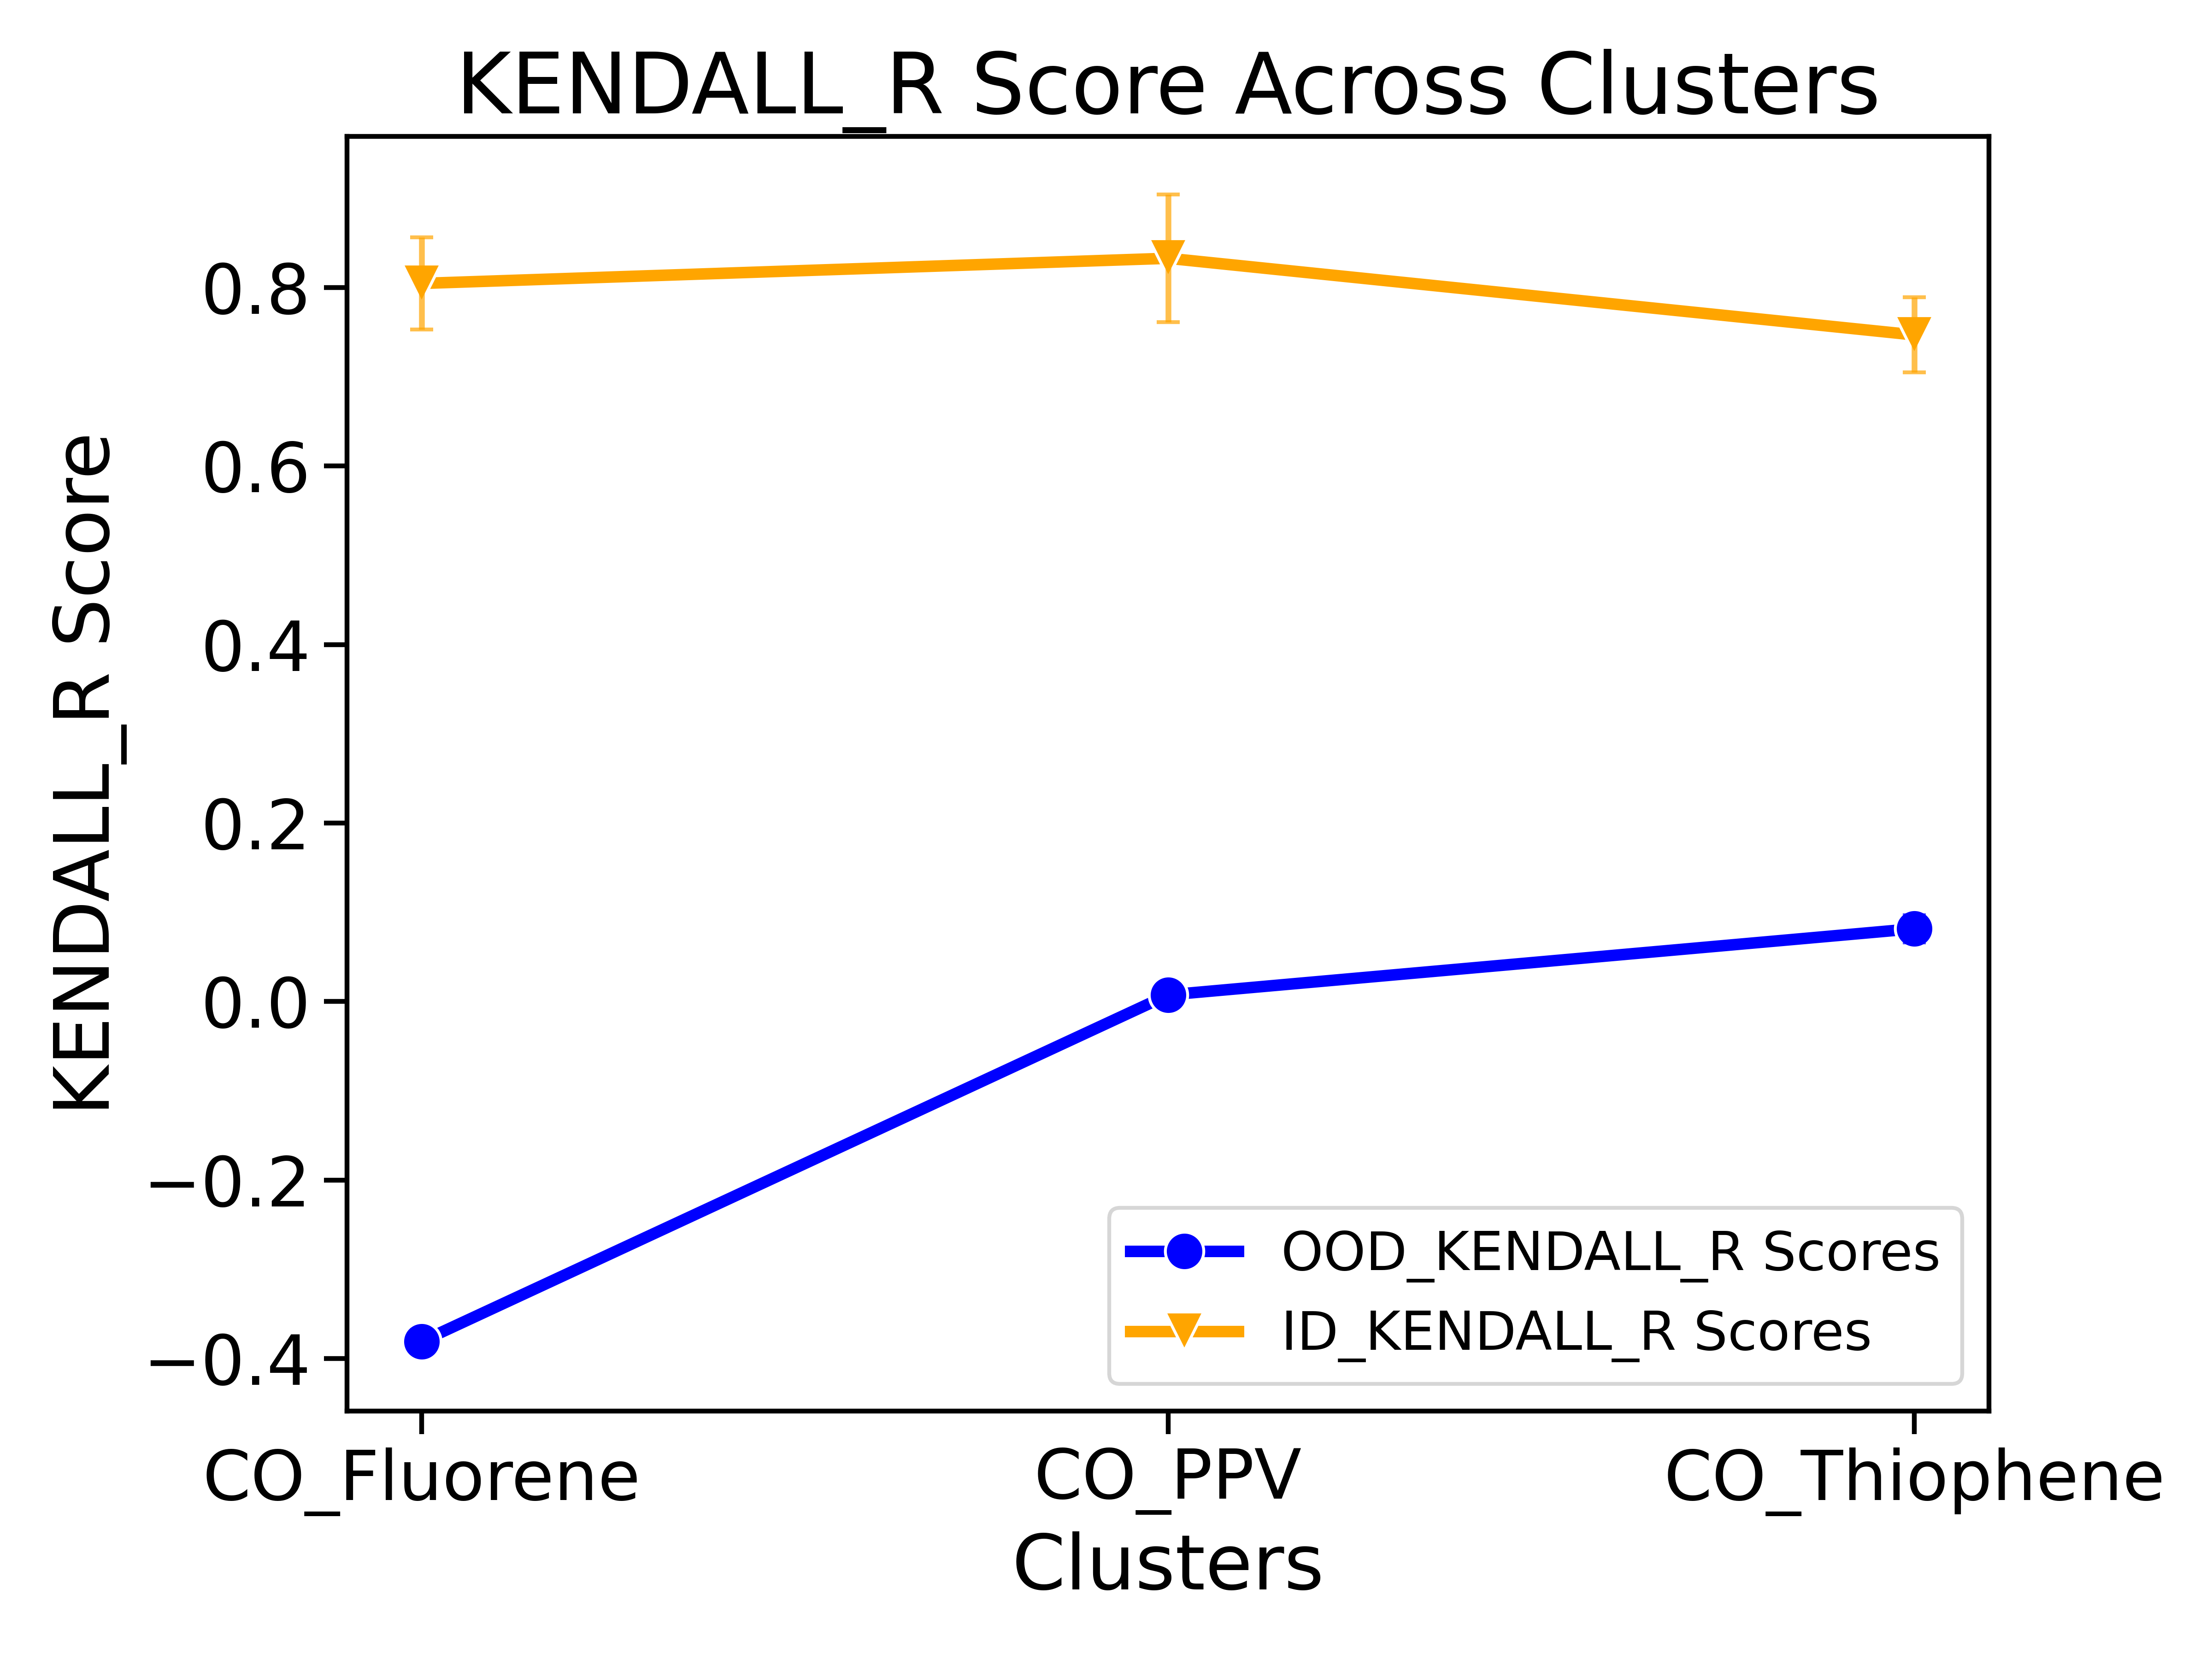 KENDALL_R Score Across Clusters
KENDALL_R Score
0.8
0.6
0.4
0.2
0.0
−0.2
−0.4
OOD_KENDALL_R Scores
ID_KENDALL_R Scores
CO_Fluorene CO_PPV CO_Thiophene
Clusters